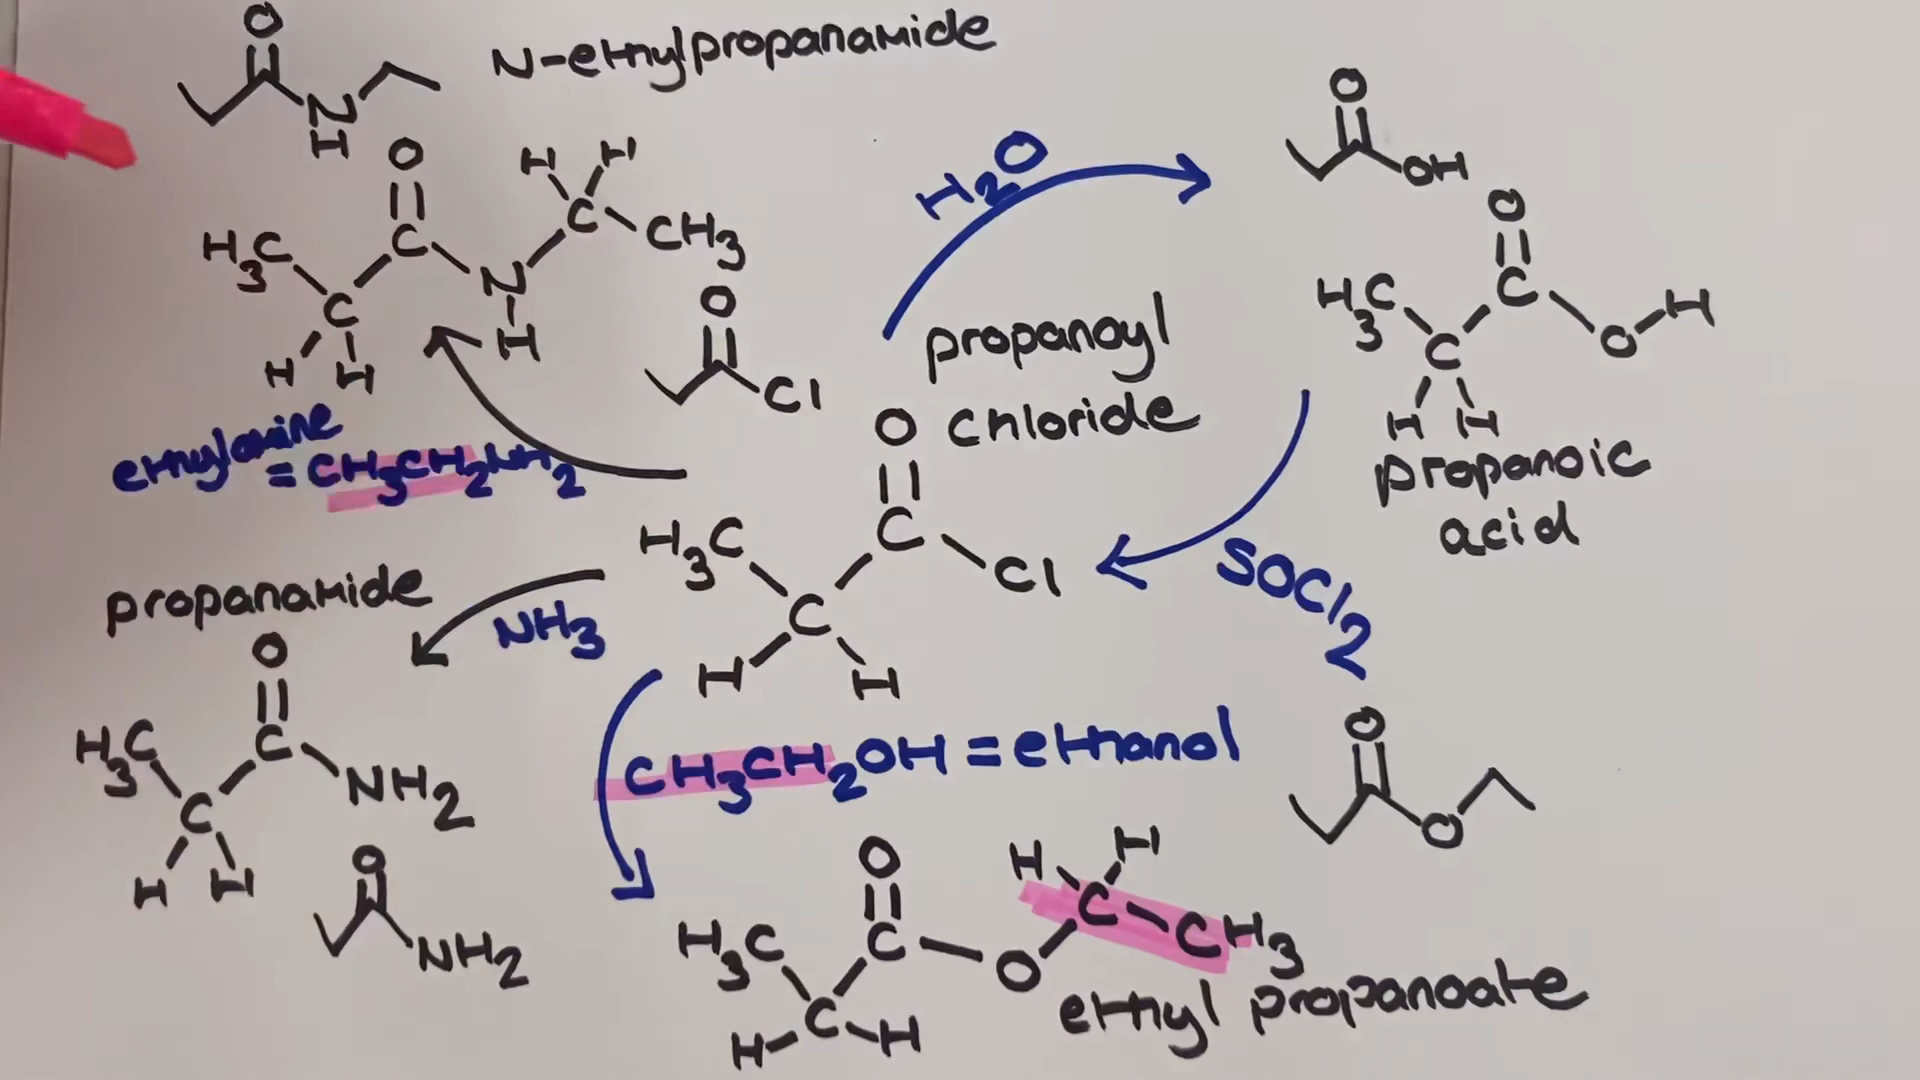 O
N-ethylpropanamide
N
H
O
H H
H3C C C CH3
N
C H
H H
ethylamine
= CH3CH2NH2
O
Cl
H2O
O
OH
O
H3C C H
C O
H H
propanoic
acid
propanoyl
chloride
O
H3C C
Cl
C
H H
SOCl2
propanamide
NH3
O
H3C C
NH2
C
H H
O
NH2
CH3CH2OH = ethanol
O
O
O H H
C
H3C C CH3
O
C
H H
ethyl propanoate